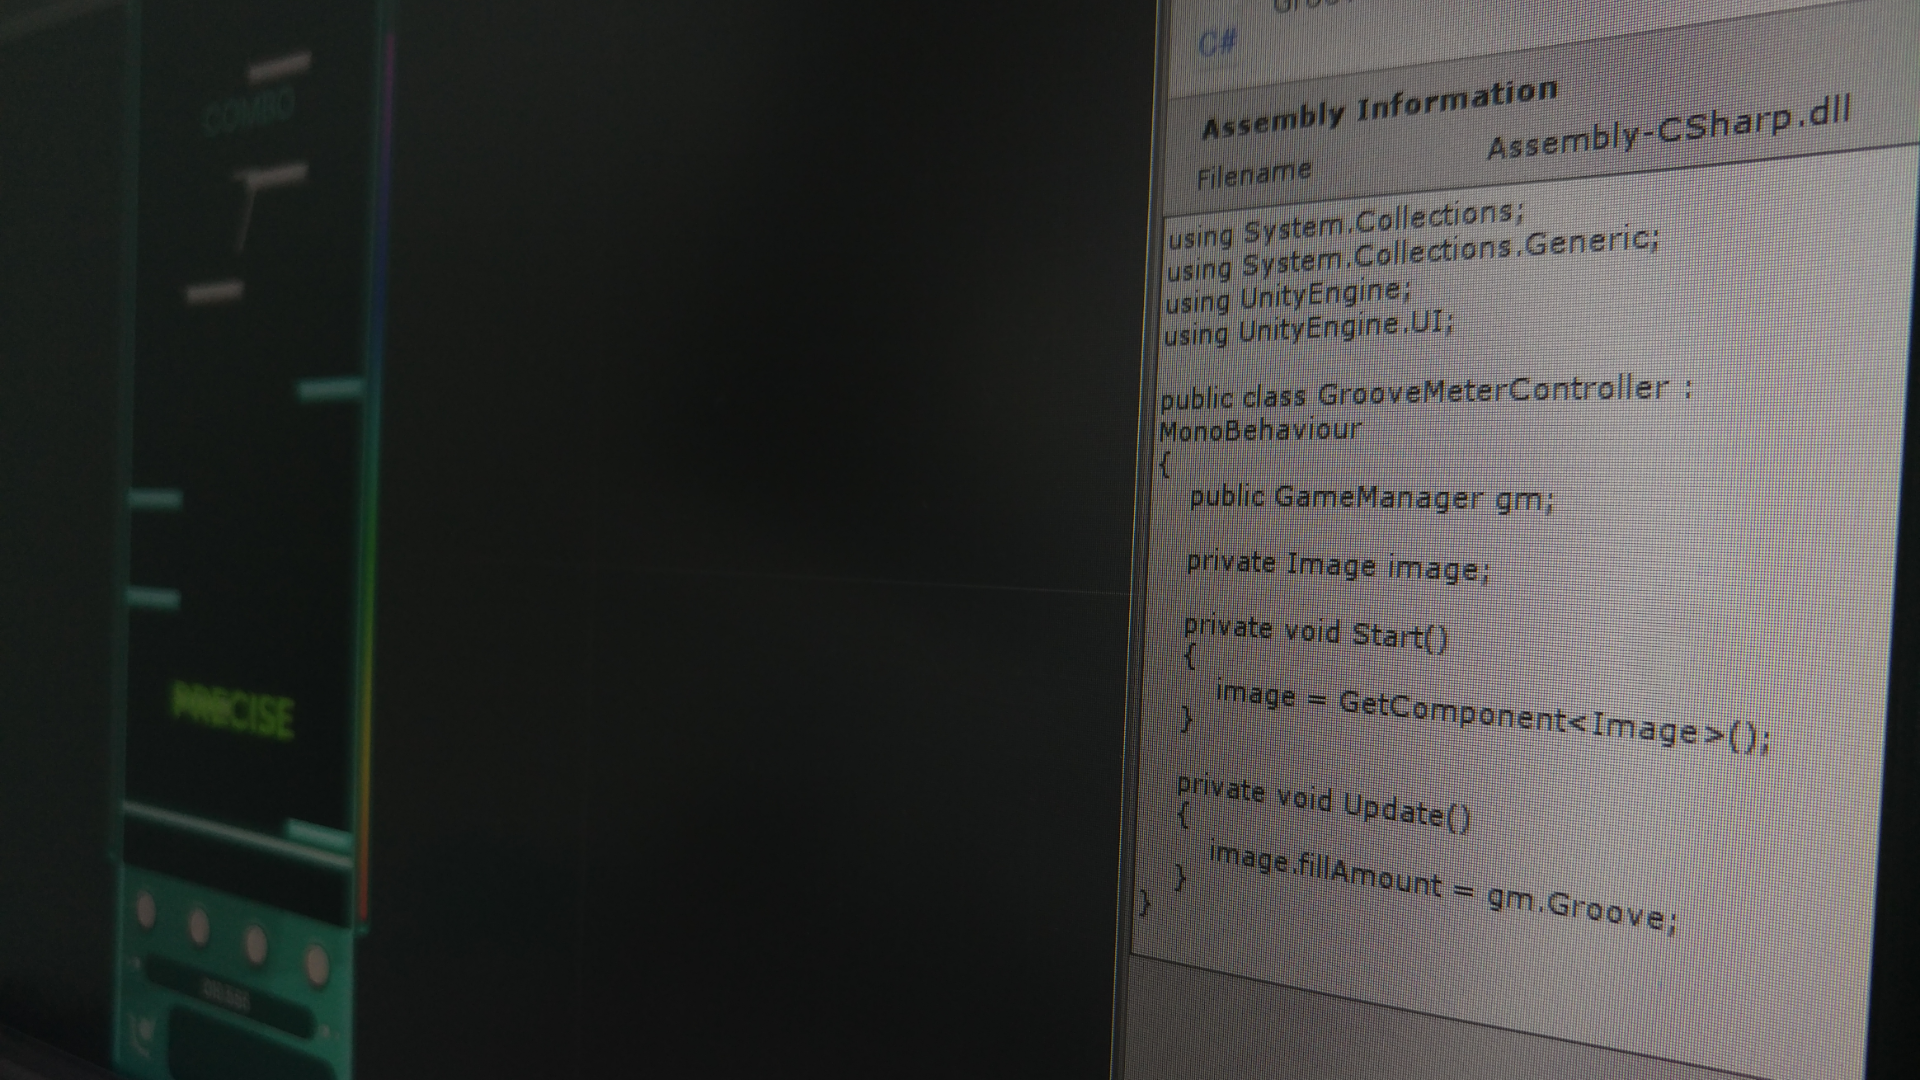 COMBO
PRECISE
C#
Assembly Information
Filename Assembly-CSharp.dll
using System.Collections;
using System.Collections.Generic;
using UnityEngine;
using UnityEngine.UI;
public class GrooveMeterController :
MonoBehaviour
{
public GameManager gm;
private Image image;
private void Start()
{
image = GetComponent<Image>();
}
private void Update()
{
image.fillAmount = gm.Groove;
}
}